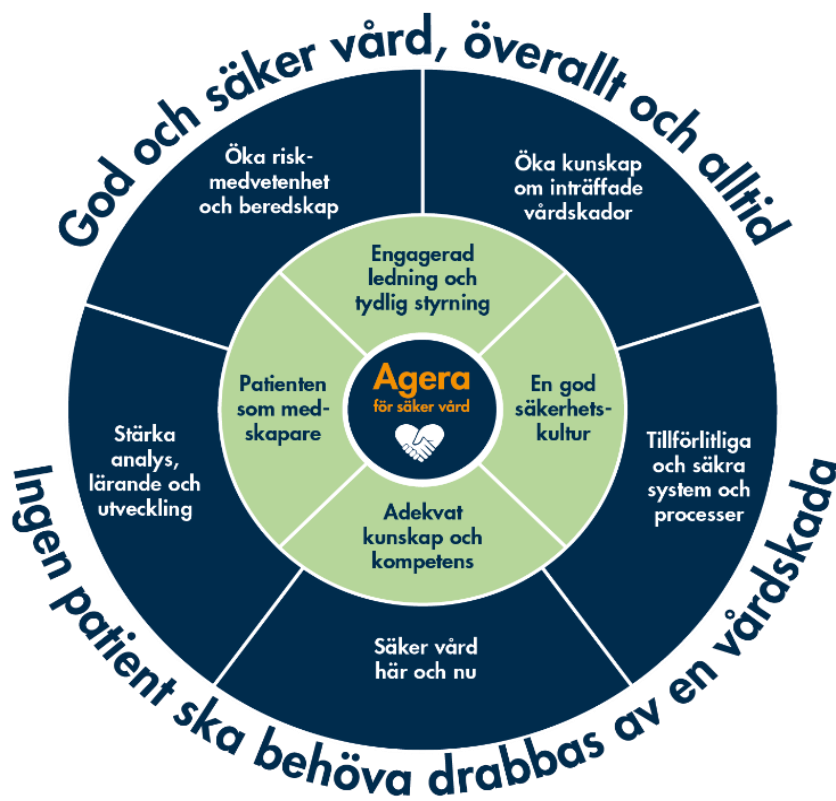 God och säker vård, överallt och alltid
Öka risk-
medvetenhet
och beredskap
Öka kunskap
om inträffade
vårdskador
Engagerad
ledning och
tydlig styrning
Patienten
som med-
skapare
Agera
för säker vård
En god
säkerhets-
kultur
Stärka
analys,
lärande och
utveckling
Tillförlitliga
och säkra
system och
processer
Adekvat
kunskap och
kompetens
Säker vård
här och nu
Ingen patient ska behöva drabbas av en vårdskada